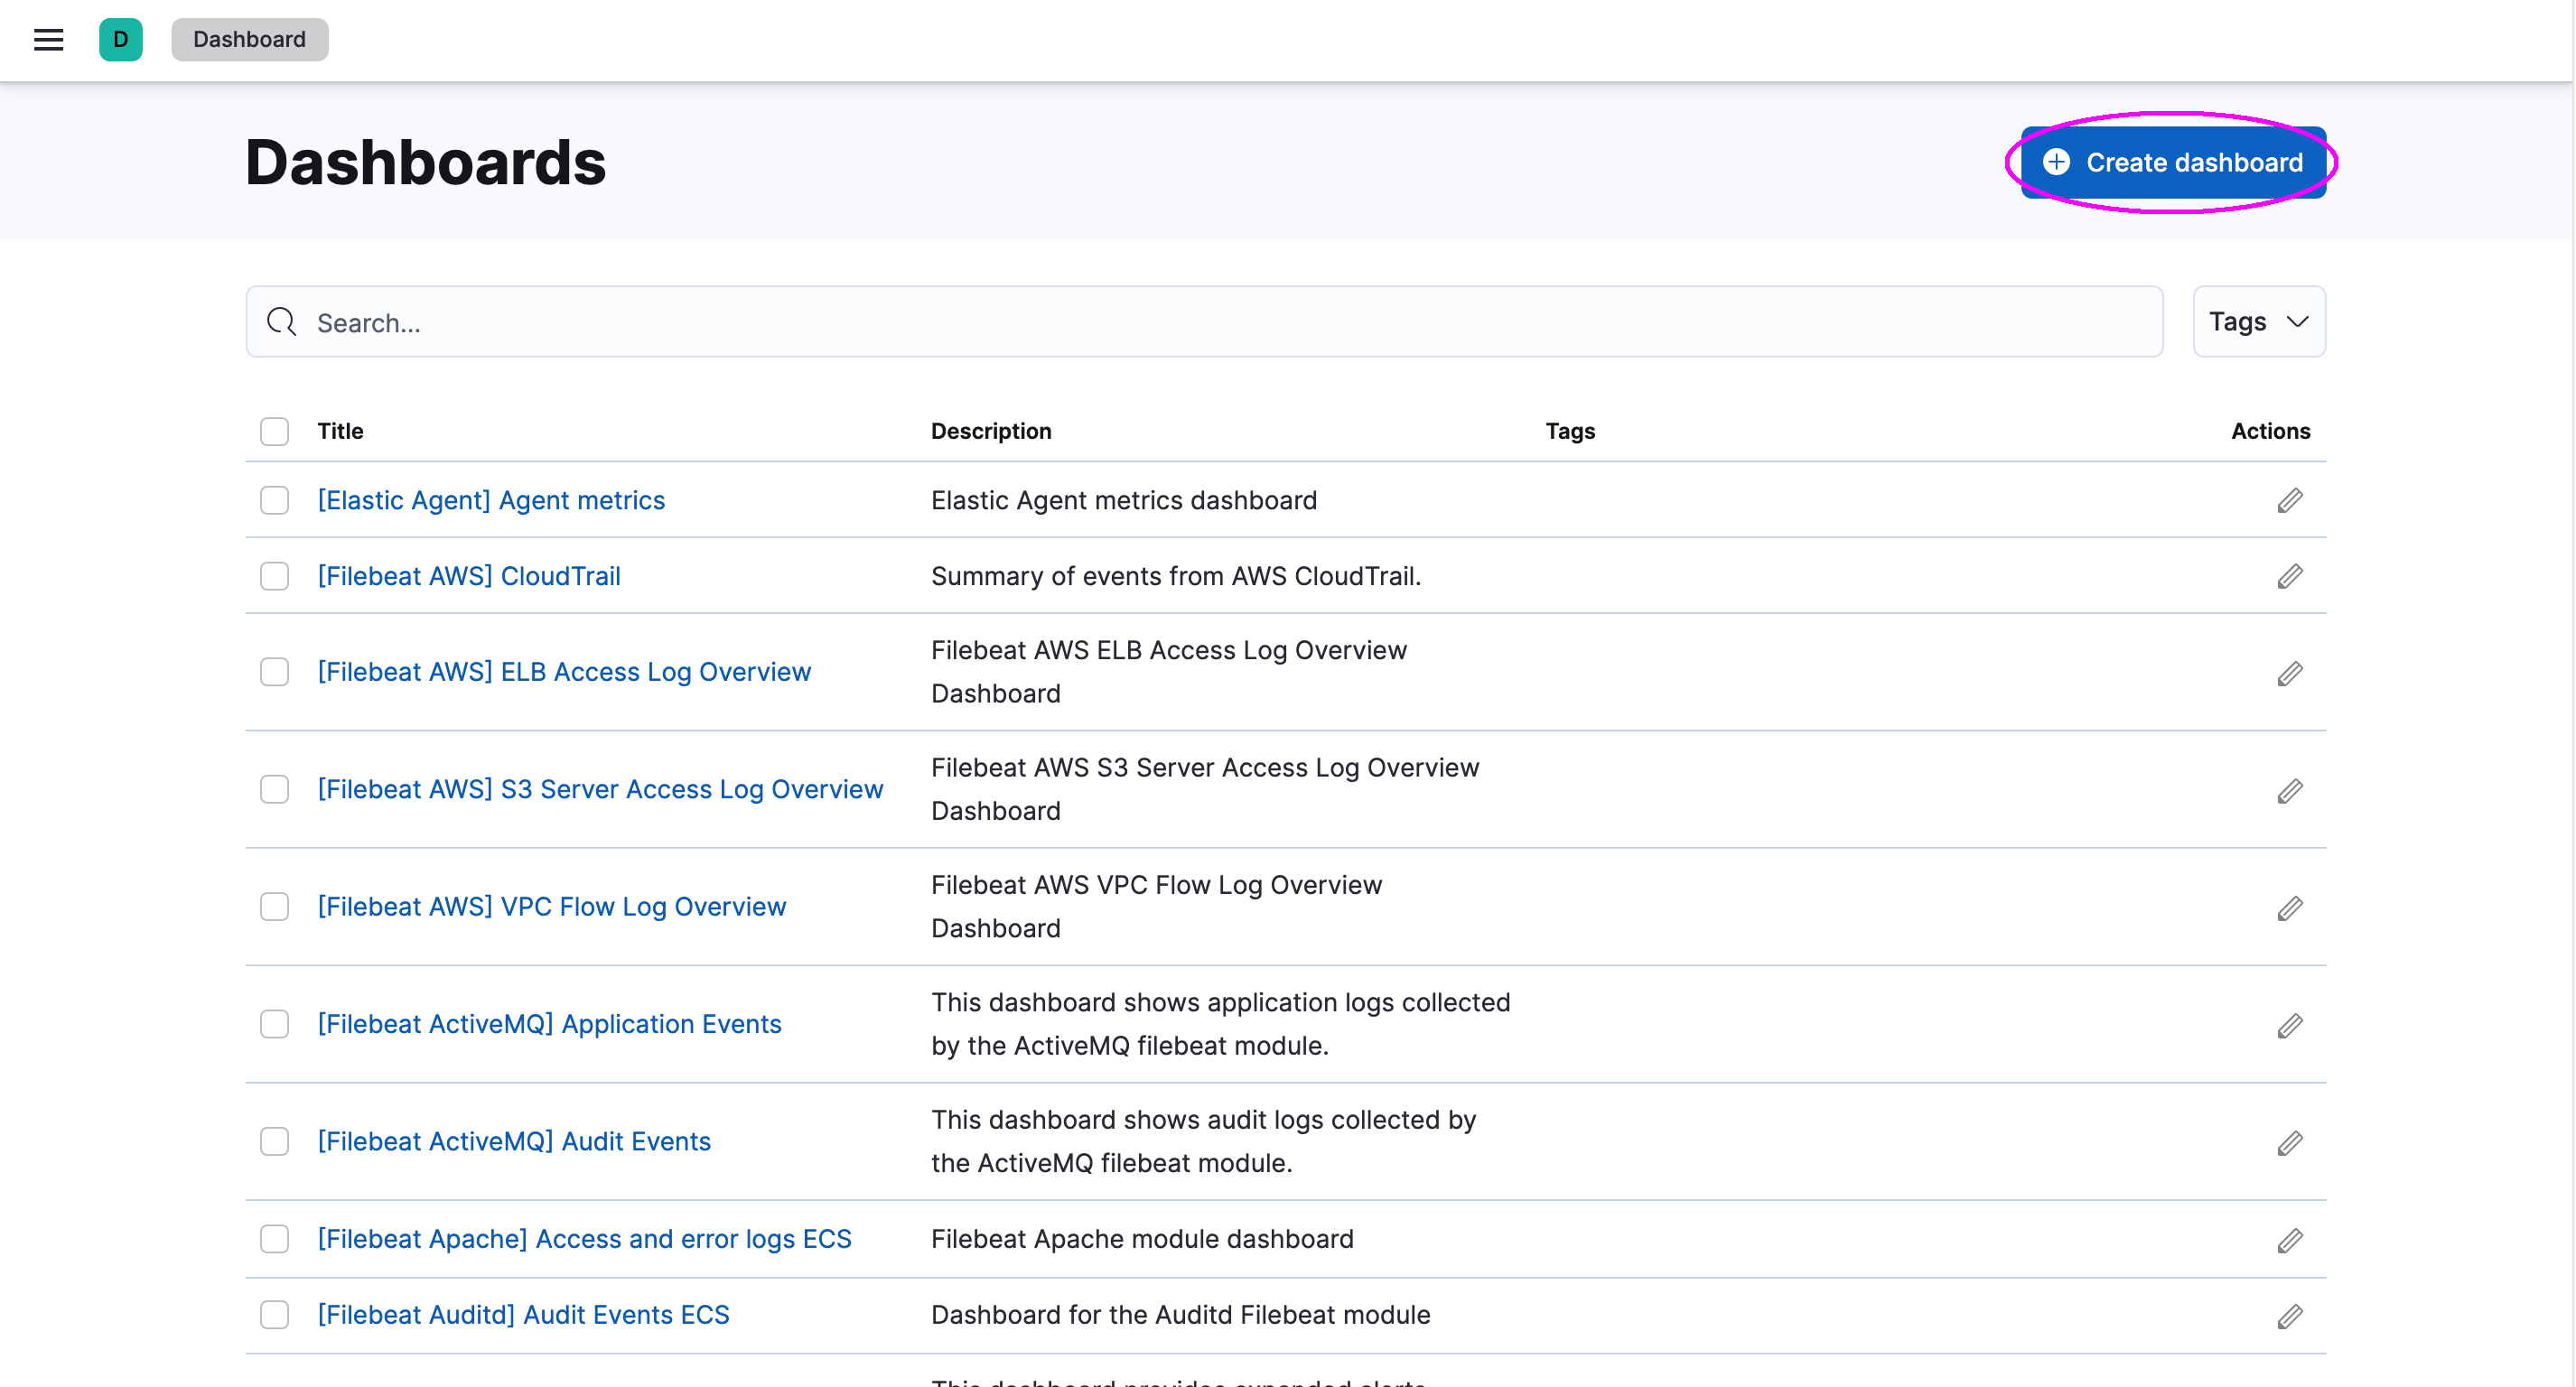 D Dashboard
Dashboards
Create dashboard
Search...
Tags
Title Description Tags Actions
[Elastic Agent] Agent metrics Elastic Agent metrics dashboard
[Filebeat AWS] CloudTrail Summary of events from AWS CloudTrail.
[Filebeat AWS] ELB Access Log Overview Filebeat AWS ELB Access Log Overview
Dashboard
[Filebeat AWS] S3 Server Access Log Overview Filebeat AWS S3 Server Access Log Overview
Dashboard
[Filebeat AWS] VPC Flow Log Overview Filebeat AWS VPC Flow Log Overview
Dashboard
[Filebeat ActiveMQ] Application Events This dashboard shows application logs collected
by the ActiveMQ filebeat module.
[Filebeat ActiveMQ] Audit Events This dashboard shows audit logs collected by
the ActiveMQ filebeat module.
[Filebeat Apache] Access and error logs ECS Filebeat Apache module dashboard
[Filebeat Auditd] Audit Events ECS Dashboard for the Auditd Filebeat module
This dashboard provides expanded alerts